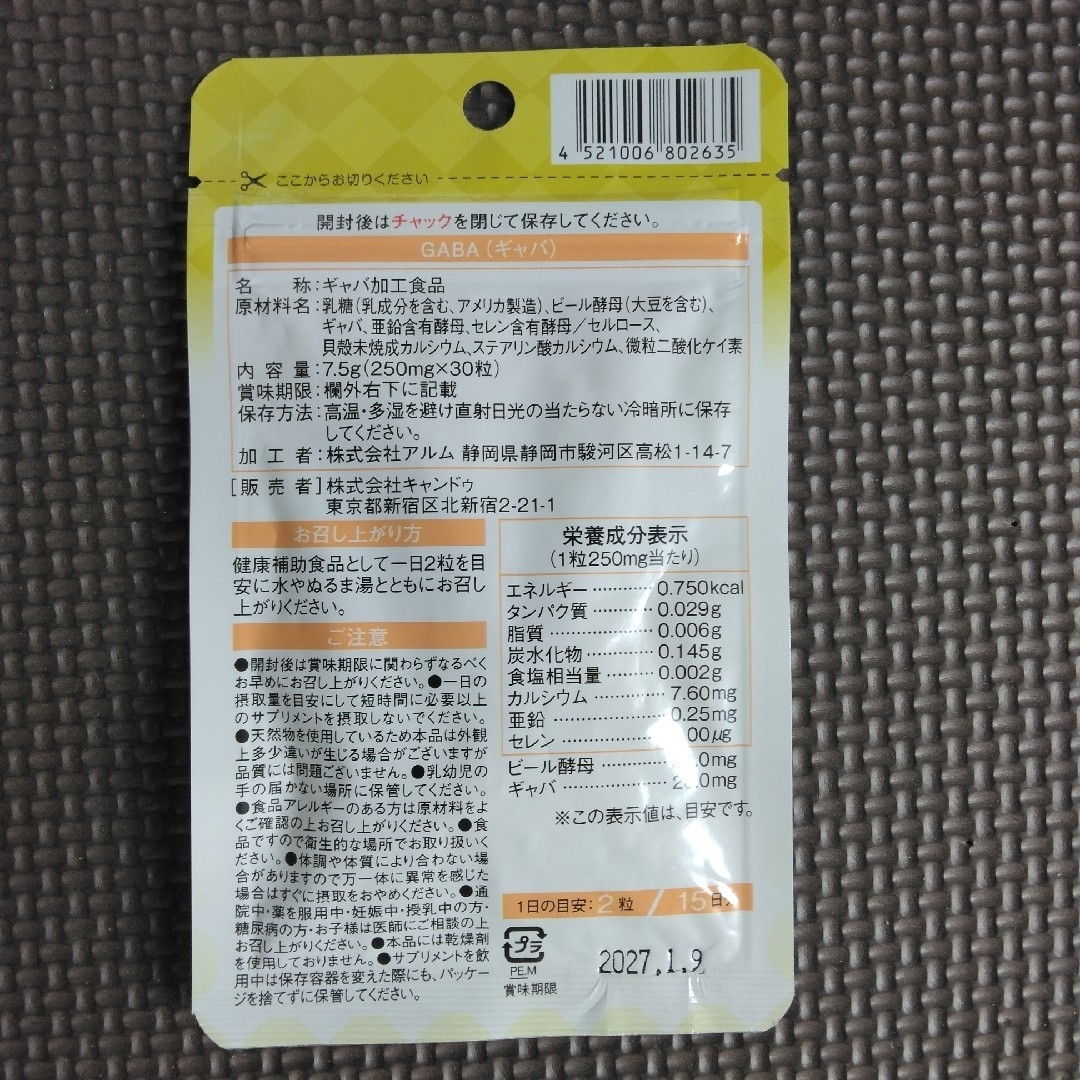 4 521006 802635
ここからお切りください
開封後はチャックを閉じて保存してください。
GABA(ギャバ)
名 称:ギャバ加工食品
原材料名:乳糖(乳成分を含む、アメリカ製造)、ビール酵母(大豆を含む)、
ギャバ、亜鉛含有酵母、セレン含有酵母/セルロース、
貝殻未焼成カルシウム、ステアリン酸カルシウム、微粒二酸化ケイ素
内 容 量:7.5g(250mg×30粒)
賞味期限:欄外右下に記載
保存方法:高温・多湿を避け直射日光の当たらない冷暗所に保存
してください。
加 工 者:株式会社アルム 静岡県静岡市駿河区高松1-14-7
[販 売 者]株式会社キャンドゥ
東京都新宿区北新宿2-21-1
お召し上がり方
健康補助食品として一日2粒を目
安に水やぬるま湯とともにお召し
上がりください。
ご注意
●開封後は賞味期限に関わらずなるべく
お早めにお召し上がりください。●一日の
摂取量を目安にして短時間に必要以上
のサプリメントを摂取しないでください。
●天然物を使用しているため本品は外観
上多少違いが生じる場合がございますが
品質には問題ございません。●乳幼児の
手の届かない場所に保管してください。
●食品アレルギーのある方は原材料をよ
くご確認の上お召し上がりください。●食
品ですので衛生的な場所でお取り扱いく
ださい。●体調や体質により合わない場
合がありますので万一体に異常を感じた
場合はすぐに摂取をおやめください。●通
院中・薬を服用中・妊娠中・授乳中の方・
糖尿病の方・お子様は医師にご相談の上
お召し上がりください。●本品には乾燥剤
を使用しておりません。●サプリメントを飲
用中は保存容器を変えた際にも、パッケー
ジを捨てずに保管してください。
栄養成分表示
(1粒250mg当たり)
エネルギー………… 0.750kcal
タンパク質 ………… 0.029g
脂質 ………………… 0.006g
炭水化物 …………… 0.145g
食塩相当量 ………… 0.002g
カルシウム ………… 7.60mg
亜鉛 ………………… 0.25mg
セレン ………………
ビール酵母 …………
ギャバ ………………
※この表示値は、目安です。
1日の目安:2粒 / 15日分
プラ
PE,M
賞味期限
2027.1.9